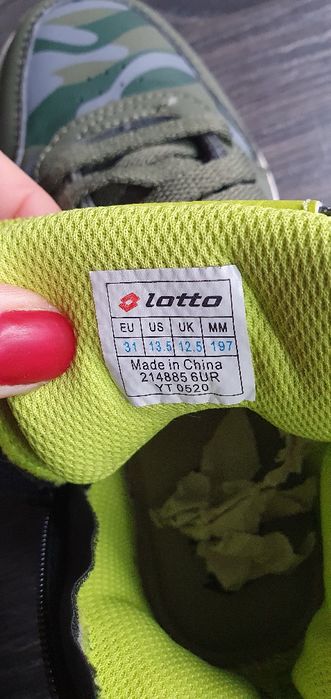 lotto
EU US UK MM
31 13.5 12.5 197
Made in China
214885 6UR
YT 0520